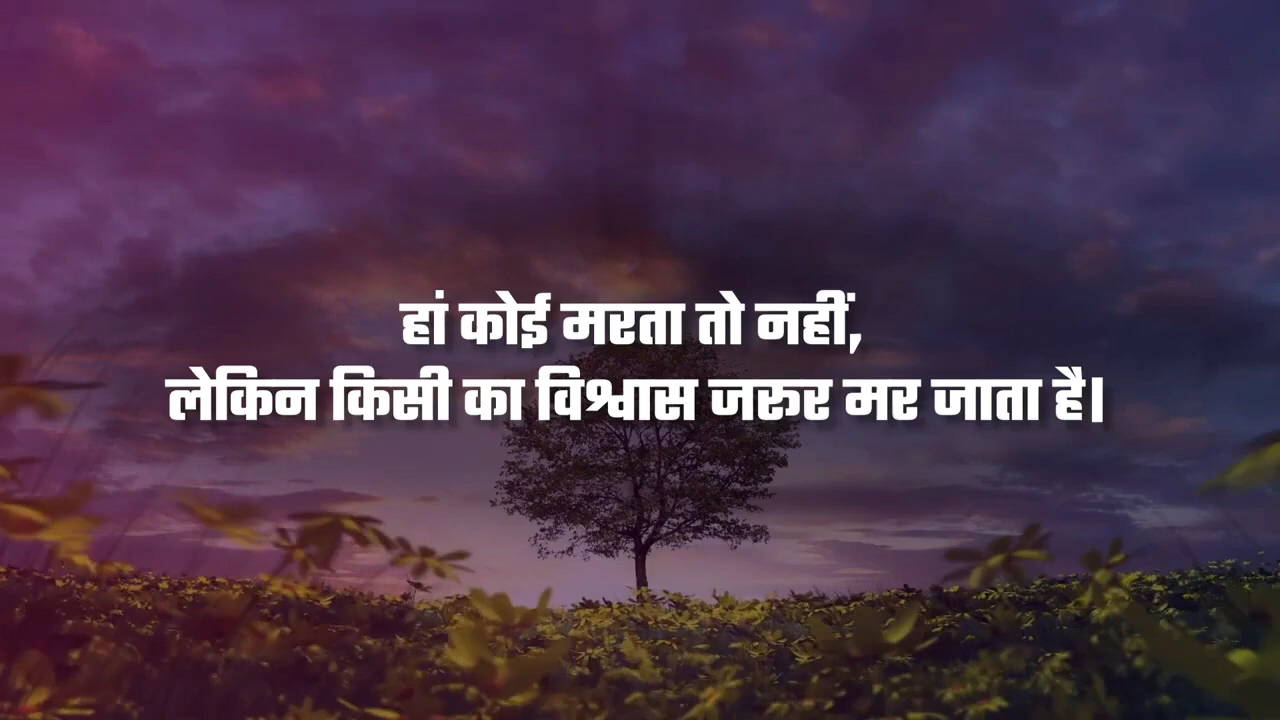 हां कोई मरता तो नहीं,
लेकिन किसी का विश्वास जरूर मर जाता है।